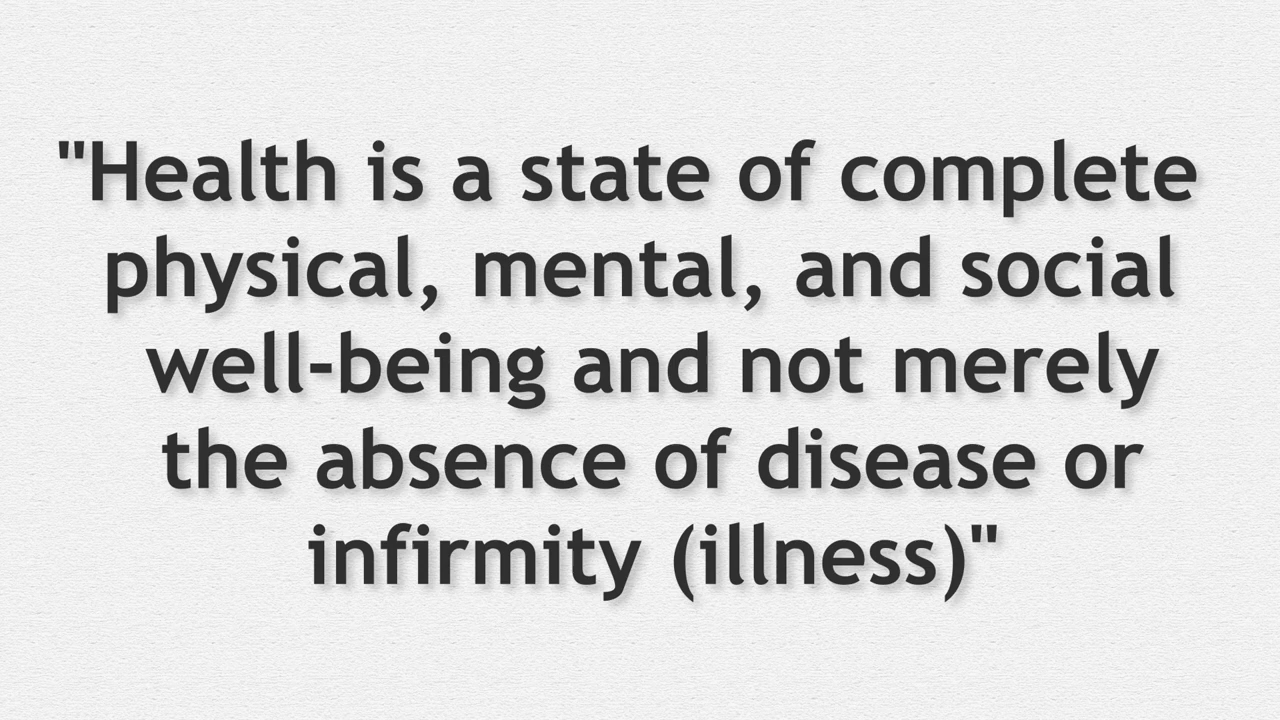 "Health is a state of complete
physical, mental, and social
well-being and not merely
the absence of disease or
infirmity (illness)"